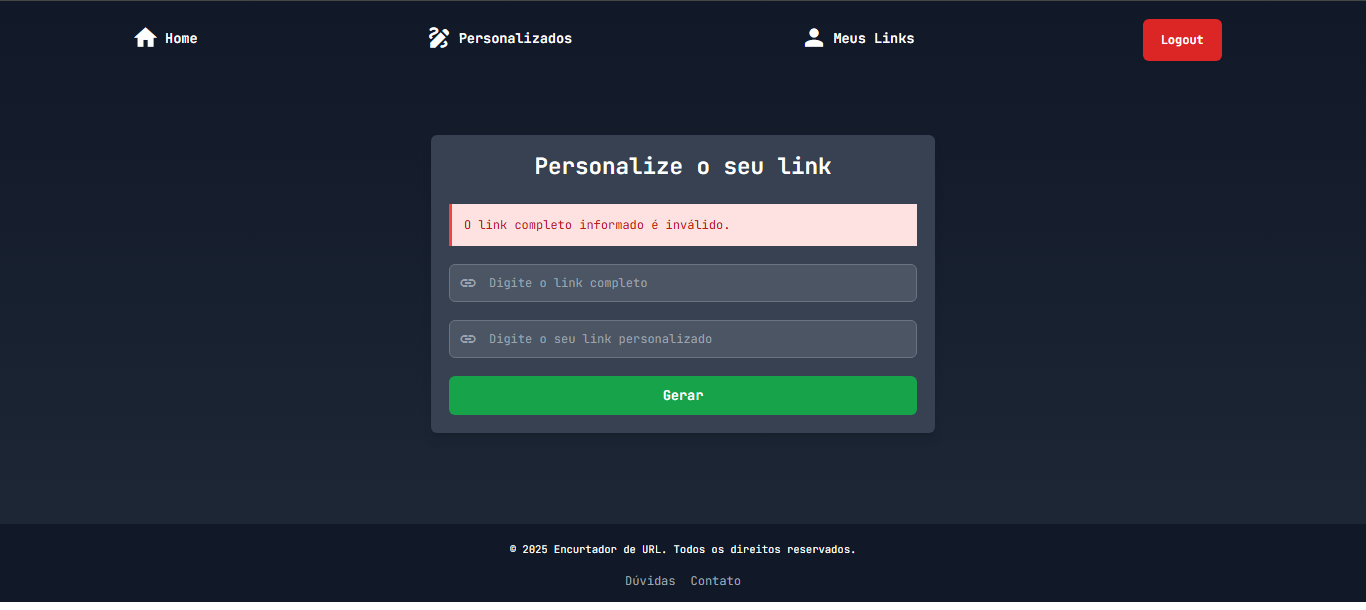 Home
Personalizados
Meus Links
Logout
Personalize o seu link
O link completo informado é inválido.
Digite o link completo
Digite o seu link personalizado
Gerar
© 2025 Encurtador de URL. Todos os direitos reservados.
Dúvidas Contato